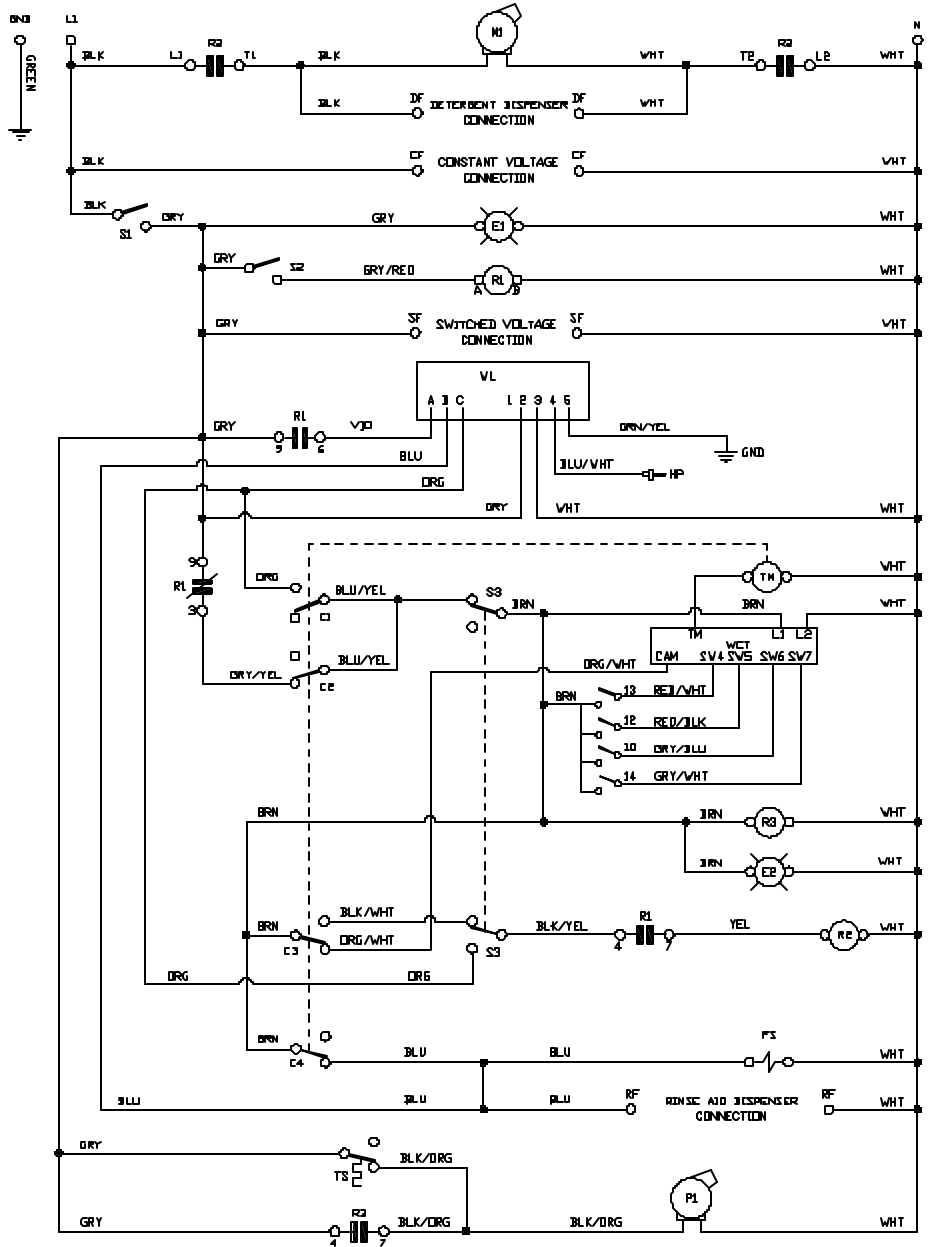 GND L1 N
GREEN
BLK L1 R2 T1 BLK M1 WHT T2 R2 L2 WHT
BLK DF DETERGENT DISPENSER DF WHT
CONNECTION
BLK CF CONSTANT VOLTAGE CF WHT
CONNECTION
BLK S1 GRY GRY E1 WHT
GRY S2 GRY/RED A R1 B WHT
GRY SF SWITCHED VOLTAGE SF WHT
CONNECTION
WL
A B C 1 2 3 4 5
GRY R1 VIO GRN/YEL
9 6
GND
BLU BLU/WHT HP
ORG
GRY WHT WHT
9 R1 3
ORG BLU/YEL S3 BRN TM WHT
BRN WHT
TM L1 L2
WCT
CAM SW4 SW5 SW6 SW7
BLU/YEL ORG/WHT
GRY/YEL C2
BRN 13 RED/WHT
12 RED/BLK
10 GRY/BLU
14 GRY/WHT
BRN BRN R3 WHT
BRN E2 WHT
BLK/WHT
BRN ORG/WHT BLK/YEL R1 YEL R2 WHT
C3 S3 4 7
ORG ORG
BRN C4 BLU BLU FS WHT
BLU BLU BLU RF RINSE AID DISPENSER RF WHT
CONNECTION
GRY TS BLK/ORG
GRY R3 BLK/ORG BLK/ORG P1 WHT
4 7